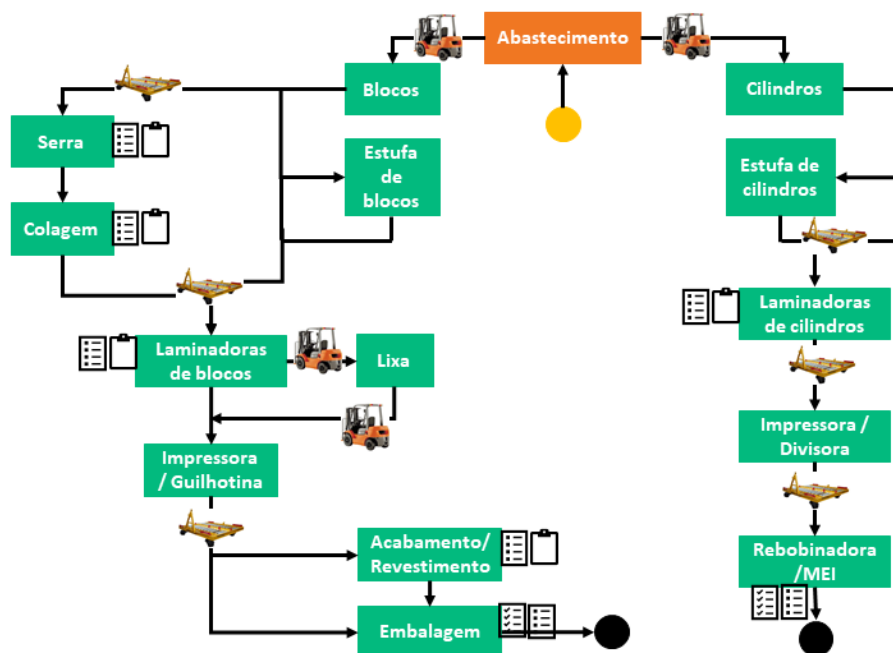 Abastecimento
Blocos
Cilindros
Serra
Estufa
de
blocos
Estufa de
cilindros
Colagem
Laminadoras
de blocos
Lixa
Laminadoras
de cilindros
Impressora
/ Guilhotina
Impressora /
Divisora
Acabamento/
Revestimento
Rebobinadora
/MEI
Embalagem